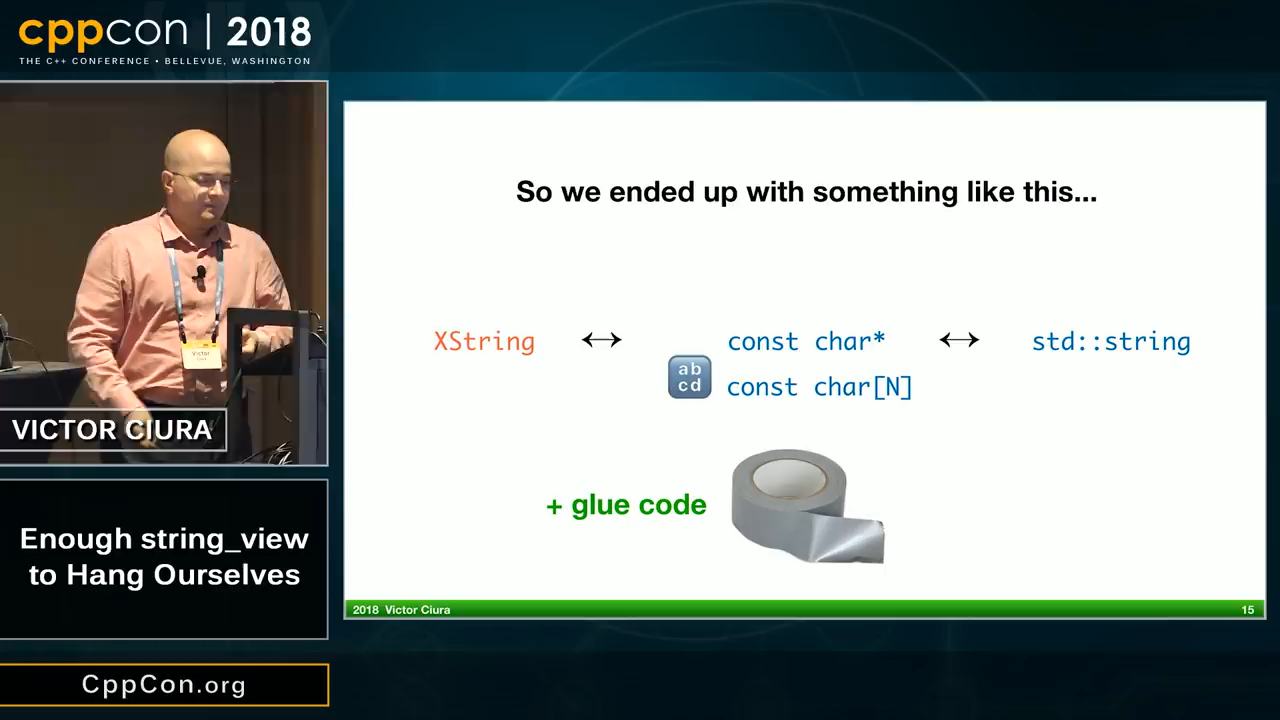 cppcon | 2018
THE C++ CONFERENCE • BELLEVUE, WASHINGTON
So we ended up with something like this...
XString ↔ const char* ↔ std::string
ab
cd
const char[N]
+ glue code
Victor
VICTOR CIURA
Enough string_view
to Hang Ourselves
2018 Victor Ciura
15
CppCon.org